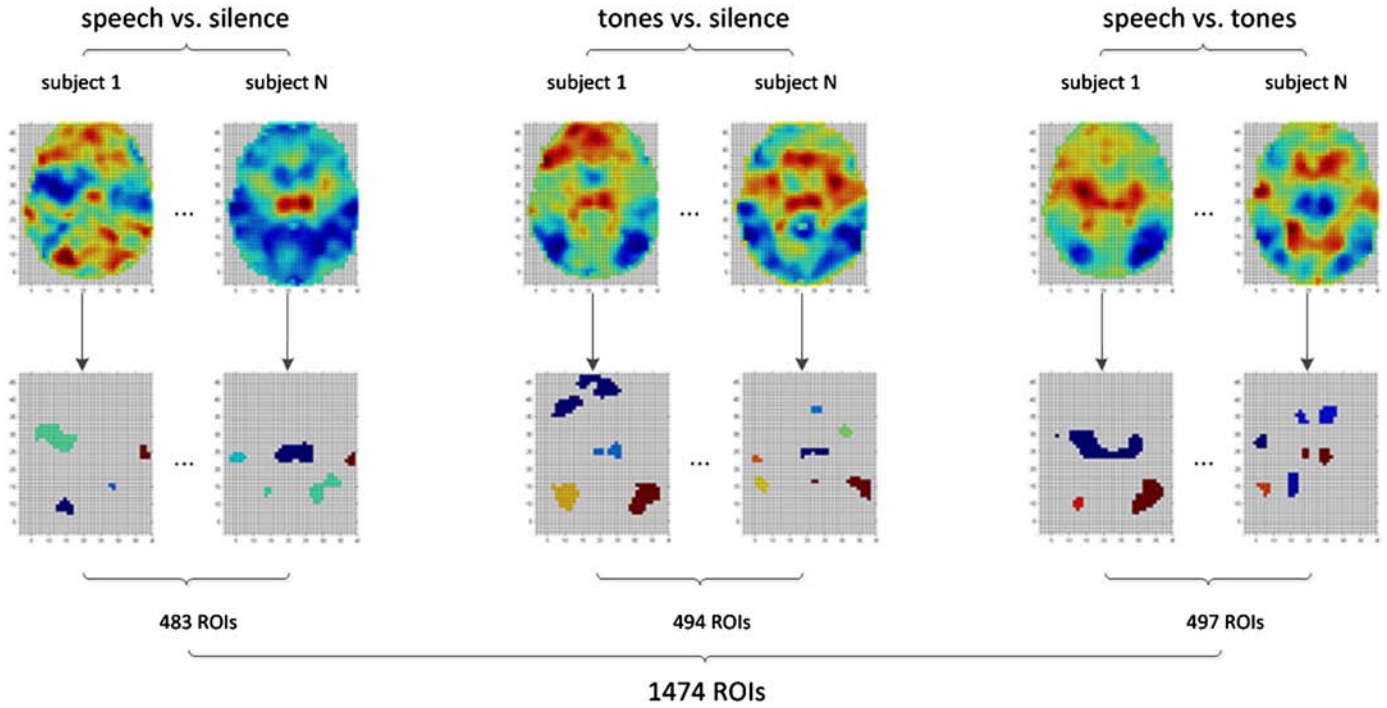 speech vs. silence
tones vs. silence
speech vs. tones
subject 1
subject N
subject 1
subject N
subject 1
subject N
...
...
...
...
...
...
483 ROIs
494 ROIs
497 ROIs
1474 ROIs